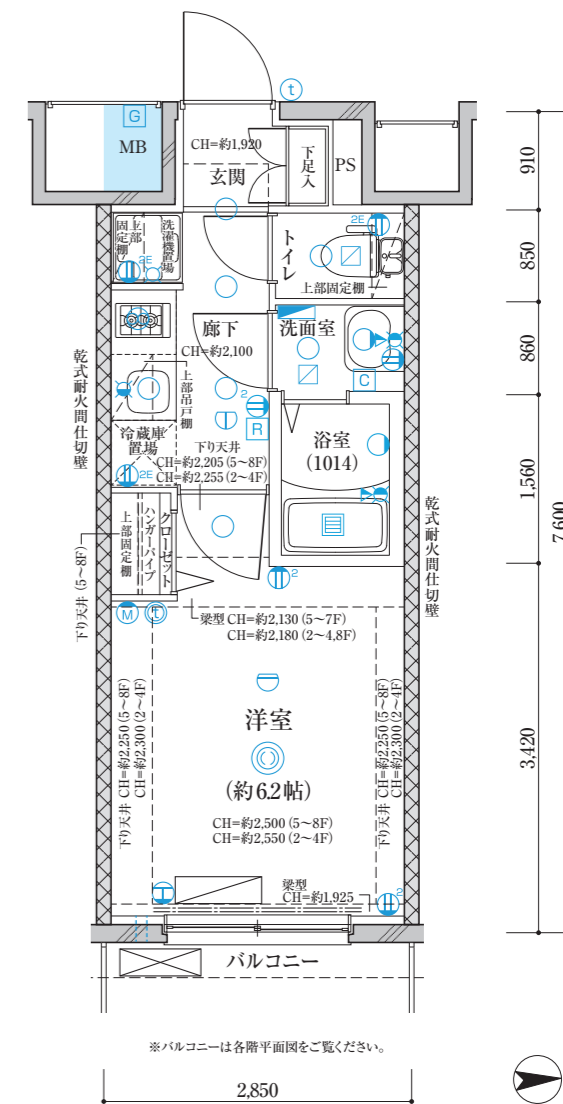 t
G
MB
CH=約1,920
玄関
下足入
PS
910
上部固定棚
洗濯機置場
2E
トイレ
2E
上部固定棚
850
廊下
CH=約2,100
洗面室
860
乾式耐火間仕切壁
上部吊戸棚
C
2
R
冷蔵庫
置場
2E
下り天井
CH=約2,205(5~8F)
CH=約2,255(2~4F)
浴室
(1014)
1,560
7,600
乾式耐火間仕切壁
上部固定棚
ハンガーパイプ
クローゼット
下り天井(5~8F)
2
M
t
梁型 CH=約2,130(5~7F)
CH=約2,180(2~4,8F)
洋室
(約6.2帖)
CH=約2,500(5~8F)
CH=約2,550(2~4F)
下り天井 CH=約2,250(5~8F)
CH=約2,300(2~4F)
下り天井 CH=約2,250(5~8F)
CH=約2,300(2~4F)
3,420
梁型
CH=約1,925
2
バルコニー
※バルコニーは各階平面図をご覧ください。
2,850